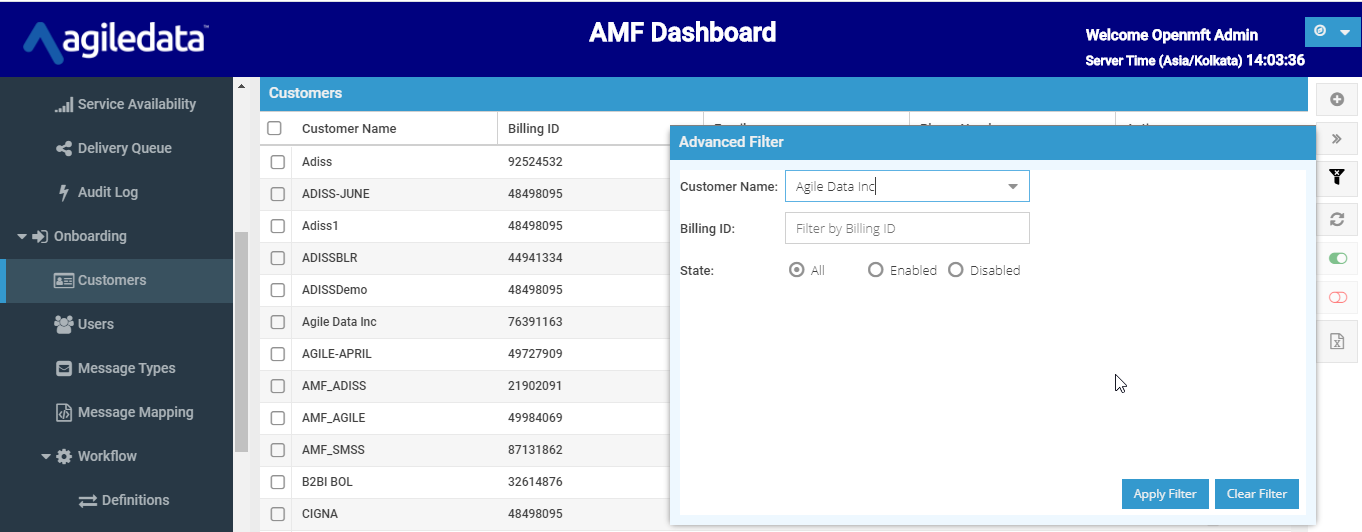 agiledata™
AMF Dashboard
Welcome Openmft Admin
Server Time (Asia/Kolkata) 14:03:36
Service Availability
Delivery Queue
Audit Log
Onboarding
Customers
Users
Message Types
Message Mapping
Workflow
Definitions
Customers
Customer Name Billing ID
Adiss 92524532
ADISS-JUNE 48498095
Adiss1 48498095
ADISSBLR 44941334
ADISSDemo 48498095
Agile Data Inc 76391163
AGILE-APRIL 49727909
AMF_ADISS 21902091
AMF_AGILE 49984069
AMF_SMSS 87131862
B2BI BOL 32614876
CIGNA 48498095
Advanced Filter
Customer Name: Agile Data Inc
Billing ID: Filter by Billing ID
State: All Enabled Disabled
Apply Filter Clear Filter